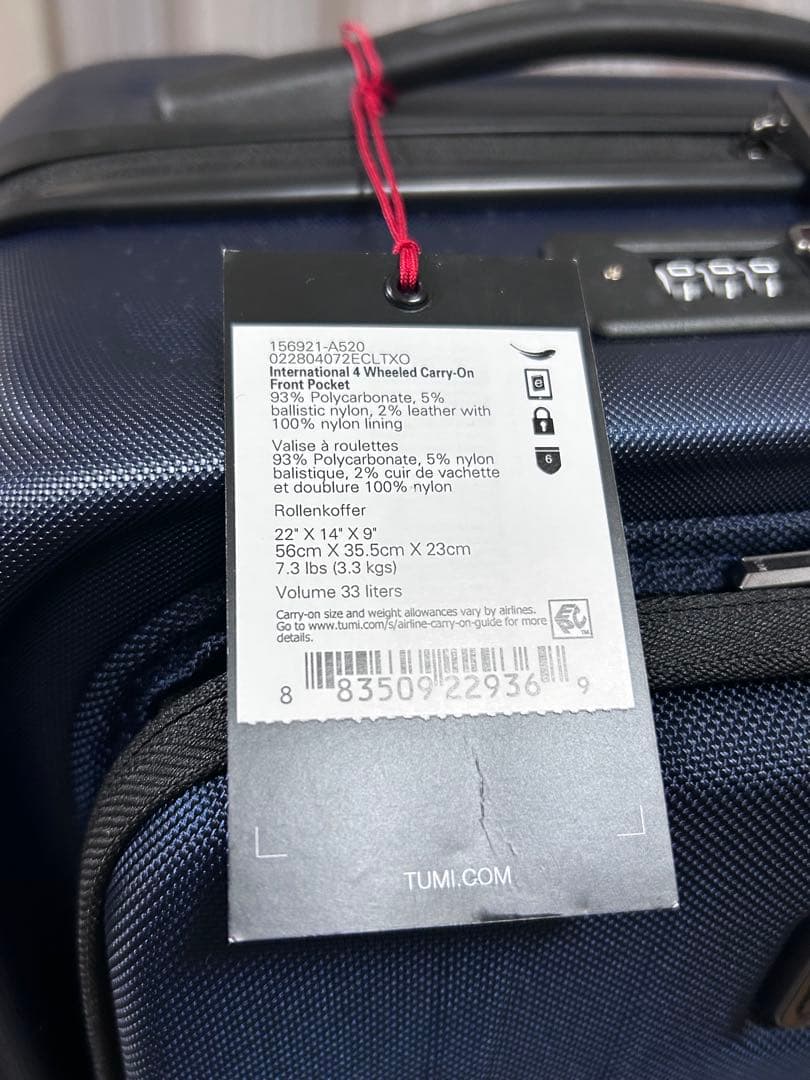 156921-A520
022804072ECLTXO
International 4 Wheeled Carry-On
Front Pocket
93% Polycarbonate, 5%
ballistic nylon, 2% leather with
100% nylon lining
Valise à roulettes
93% Polycarbonate, 5% nylon
balistique, 2% cuir de vachette
et doublure 100% nylon
Rollenkoffer
22" X 14" X 9"
56cm X 35.5cm X 23cm
7.3 lbs (3.3 kgs)
Volume 33 liters
Carry-on size and weight allowances vary by airlines.
Go to www.tumi.com/s/airline-carry-on-guide for more
details.
8 83509 22936 9
TUMI.COM
e
6